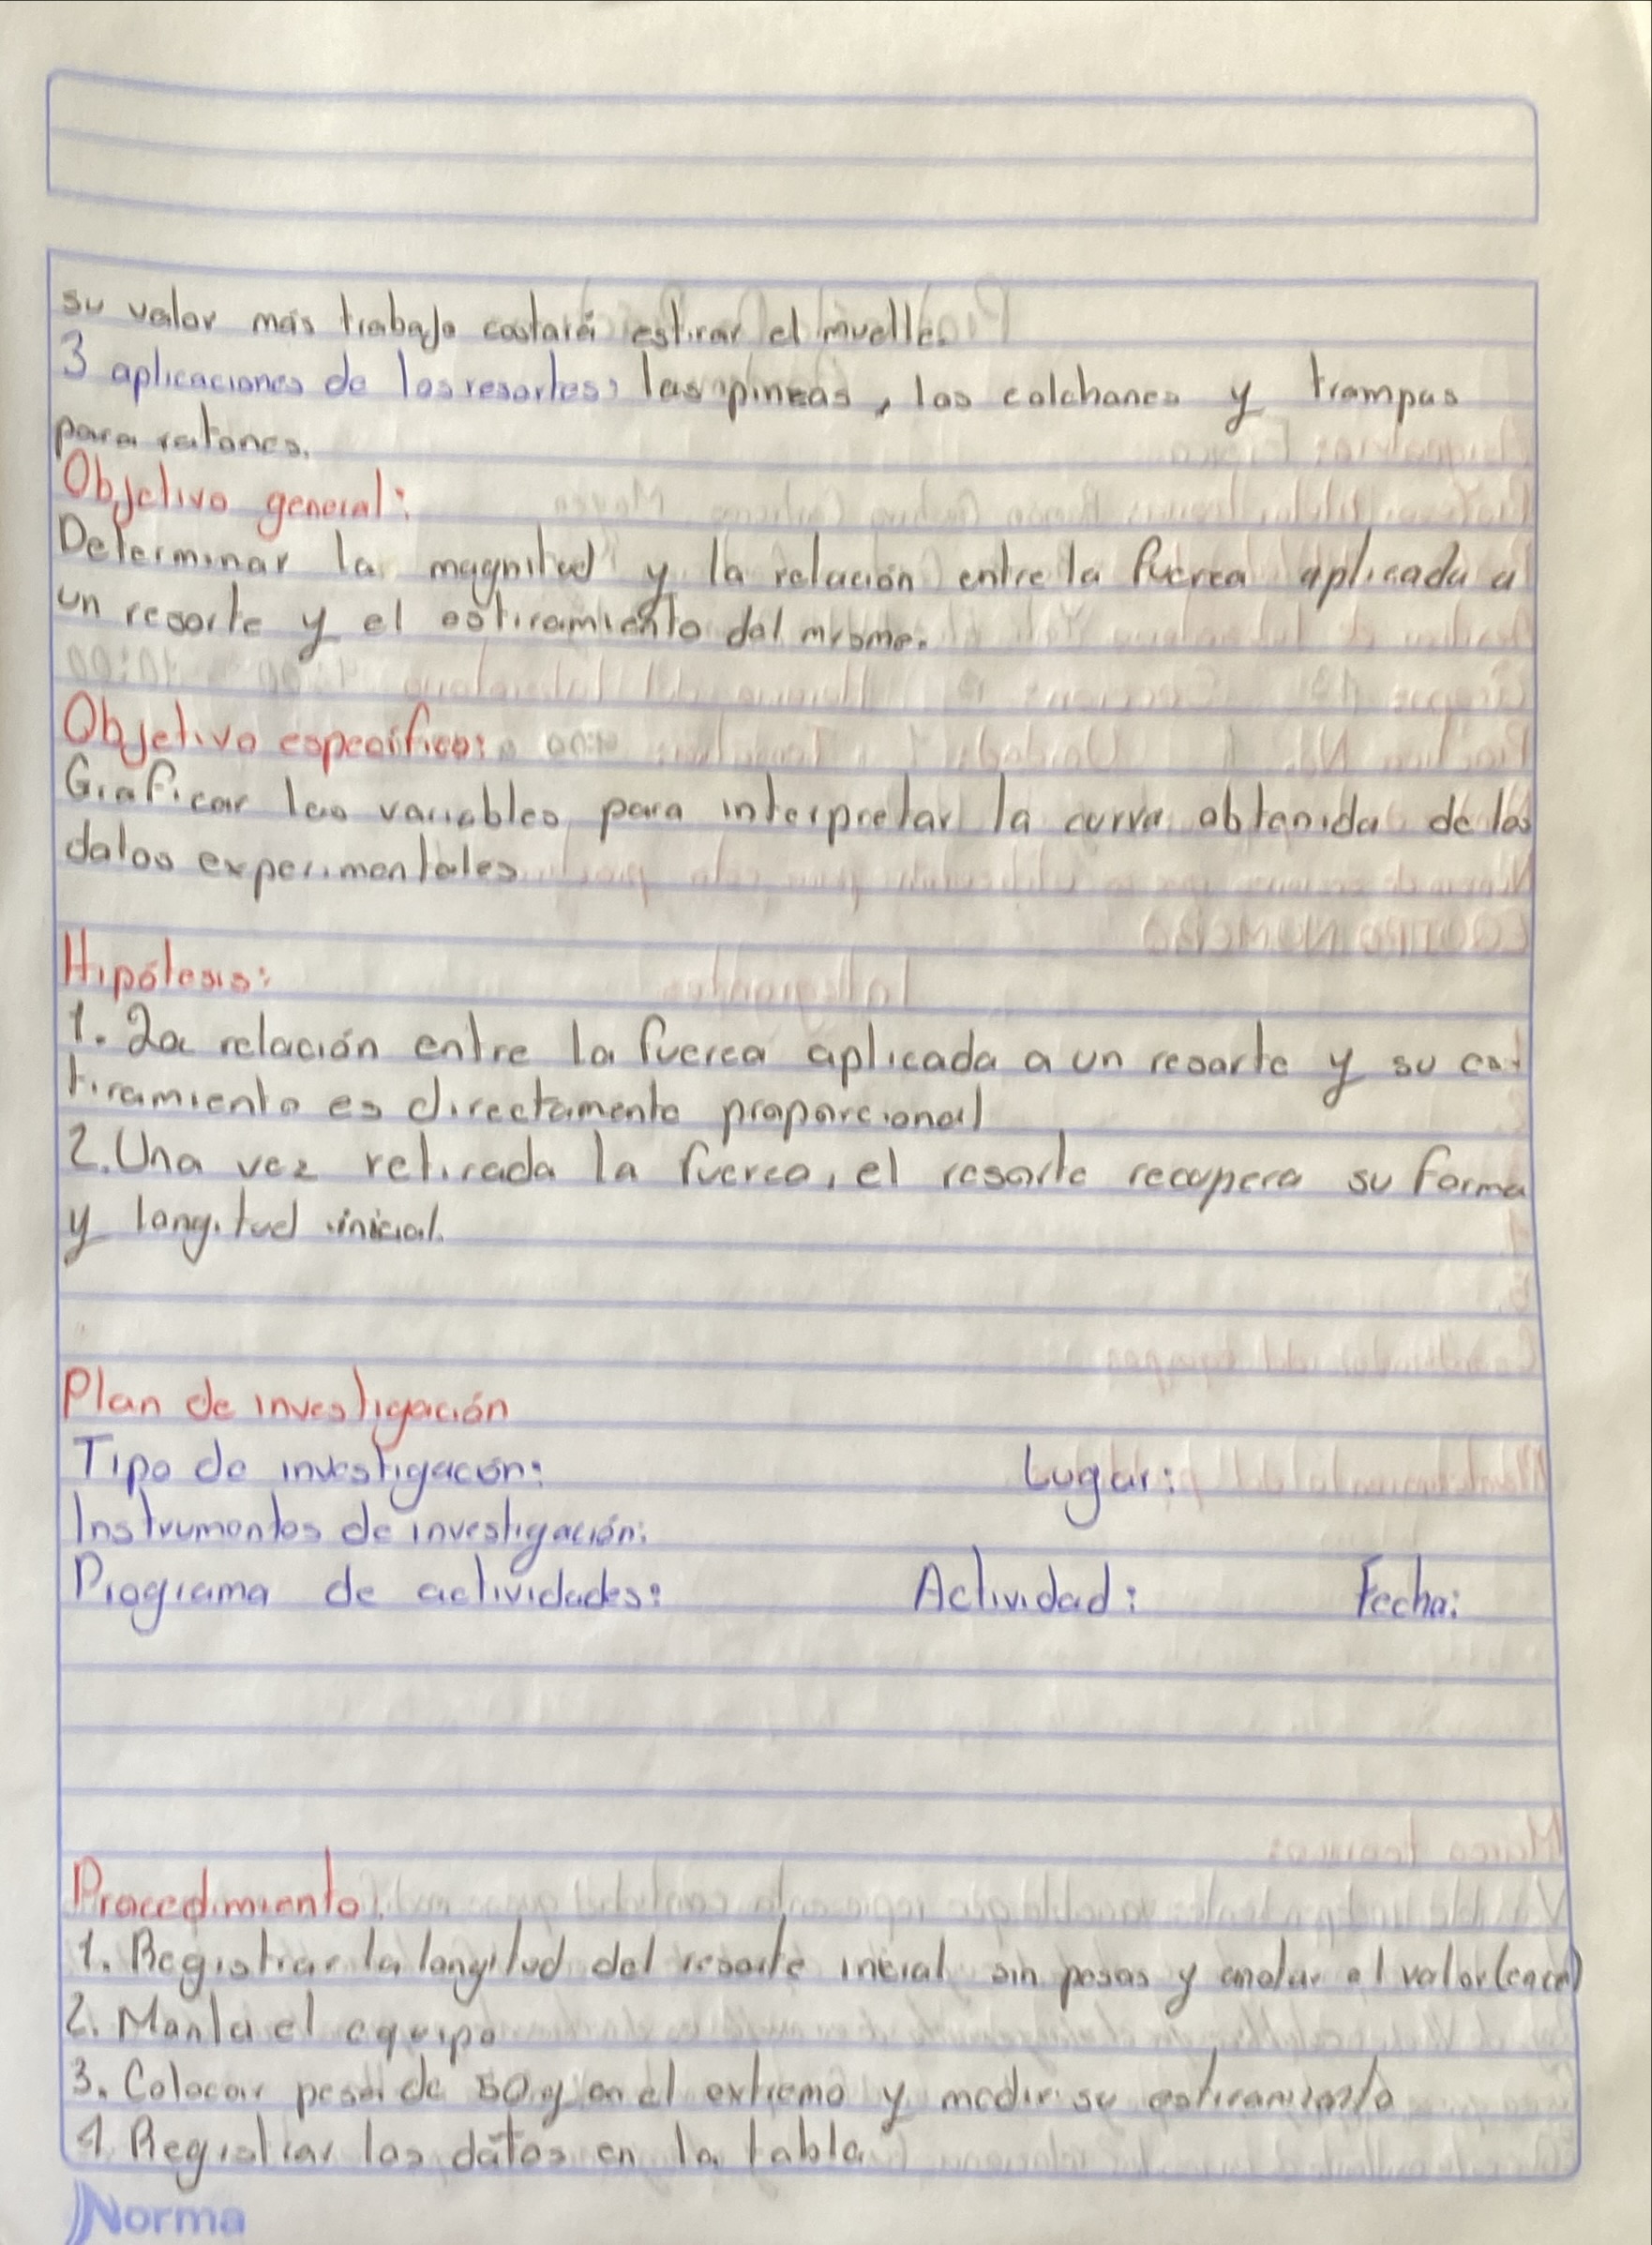 su valor más trabajo costará estirar el muelle.
3 aplicaciones de los resortes: las pinzas, los colchones y trampas
para ratones.
Objetivo general:
Determinar la magnitud y la relación entre la fuerza aplicada a
un resorte y el estiramiento del mismo.
Objetivo específico:
Graficar las variables para interpretar la curva obtenida de los
datos experimentales
Hipótesis:
1. La relación entre la fuerza aplicada a un resorte y su es-
tiramiento es directamente proporcional
2. Una vez retirada la fuerza, el resorte recupera su forma
y longitud inicial.
Plan de investigación
Tipo de investigación: Lugar:
Instrumentos de investigación:
Programa de actividades: Actividad: Fecha:
Procedimiento
1. Registrar la longitud del resorte inicial sin pesas y anotar el valor
2. Monta el equipo
3. Colocar pesa de 50g en el extremo y medir su estiramiento
4. Registrar los datos en la tabla
Norma